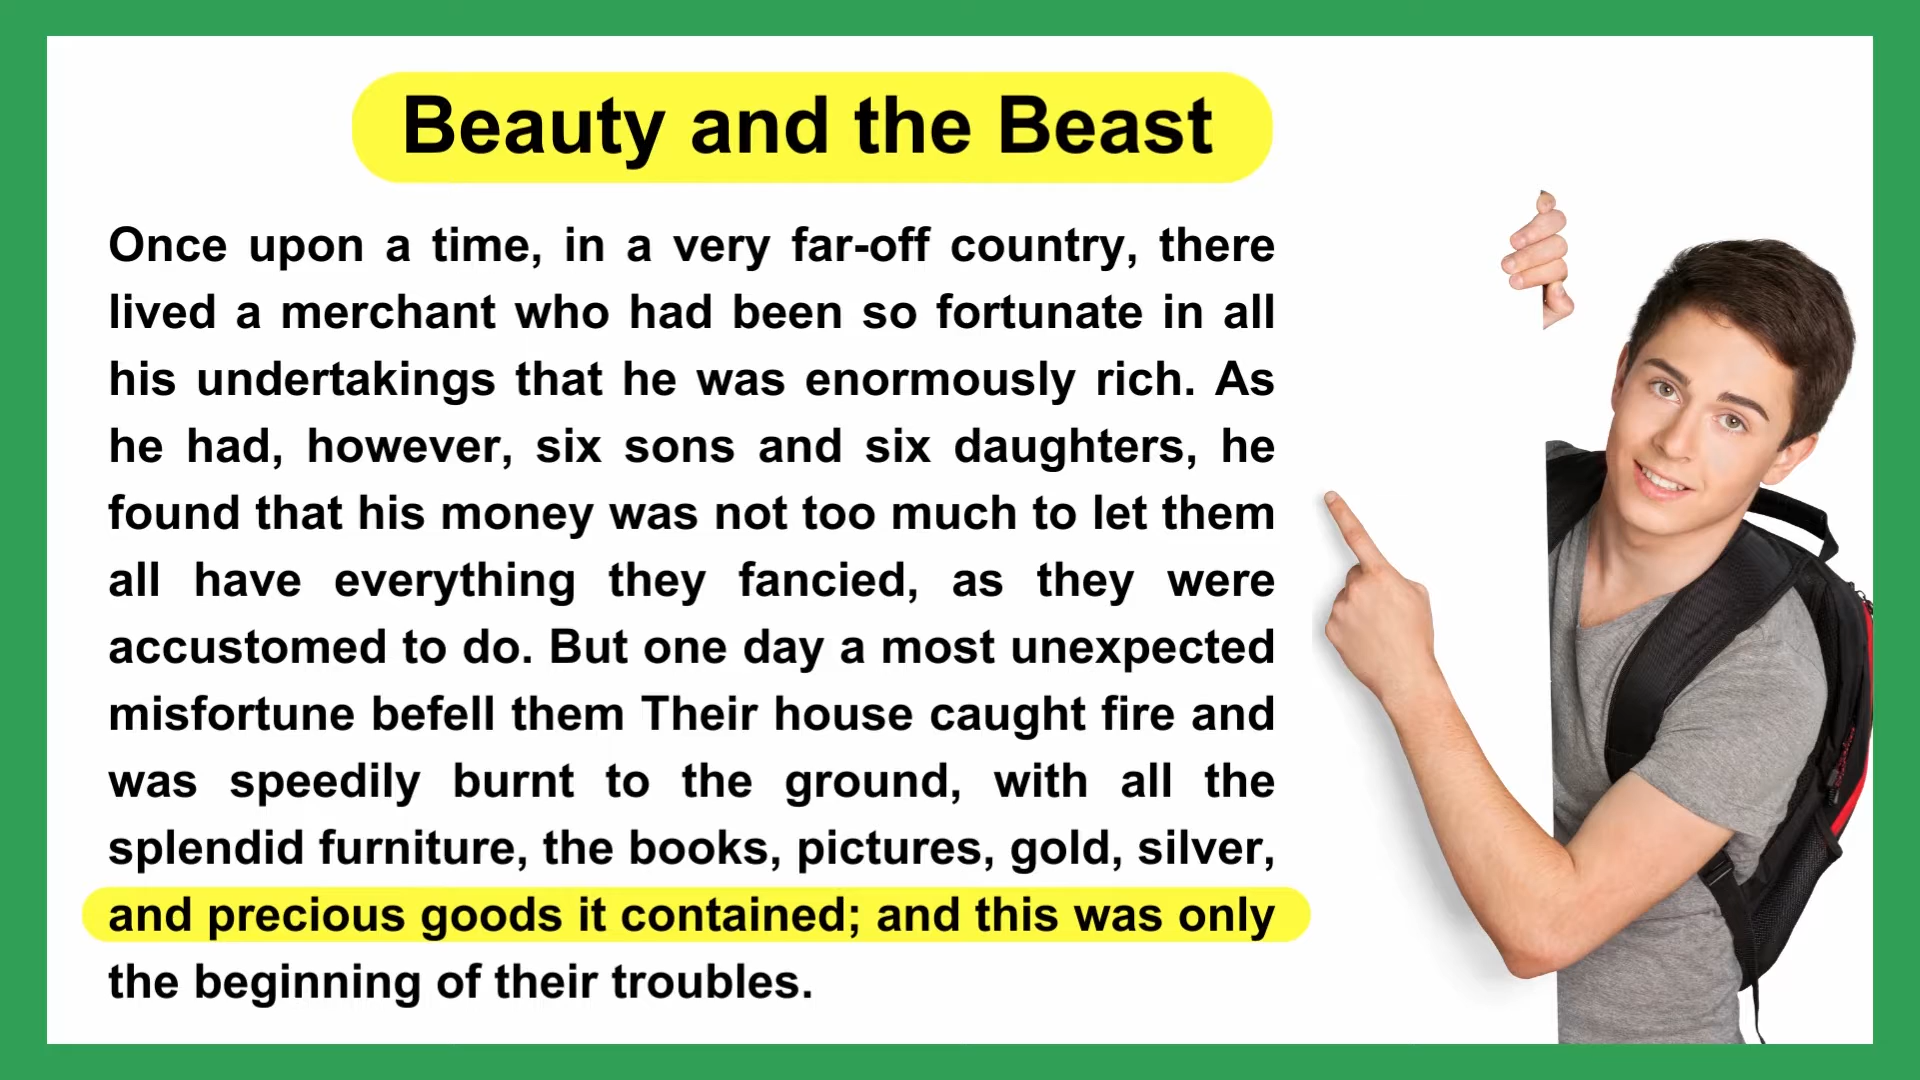 Beauty and the Beast
Once upon a time, in a very far-off country, there
lived a merchant who had been so fortunate in all
his undertakings that he was enormously rich. As
he had, however, six sons and six daughters, he
found that his money was not too much to let them
all have everything they fancied, as they were
accustomed to do. But one day a most unexpected
misfortune befell them Their house caught fire and
was speedily burnt to the ground, with all the
splendid furniture, the books, pictures, gold, silver,
and precious goods it contained; and this was only
the beginning of their troubles.